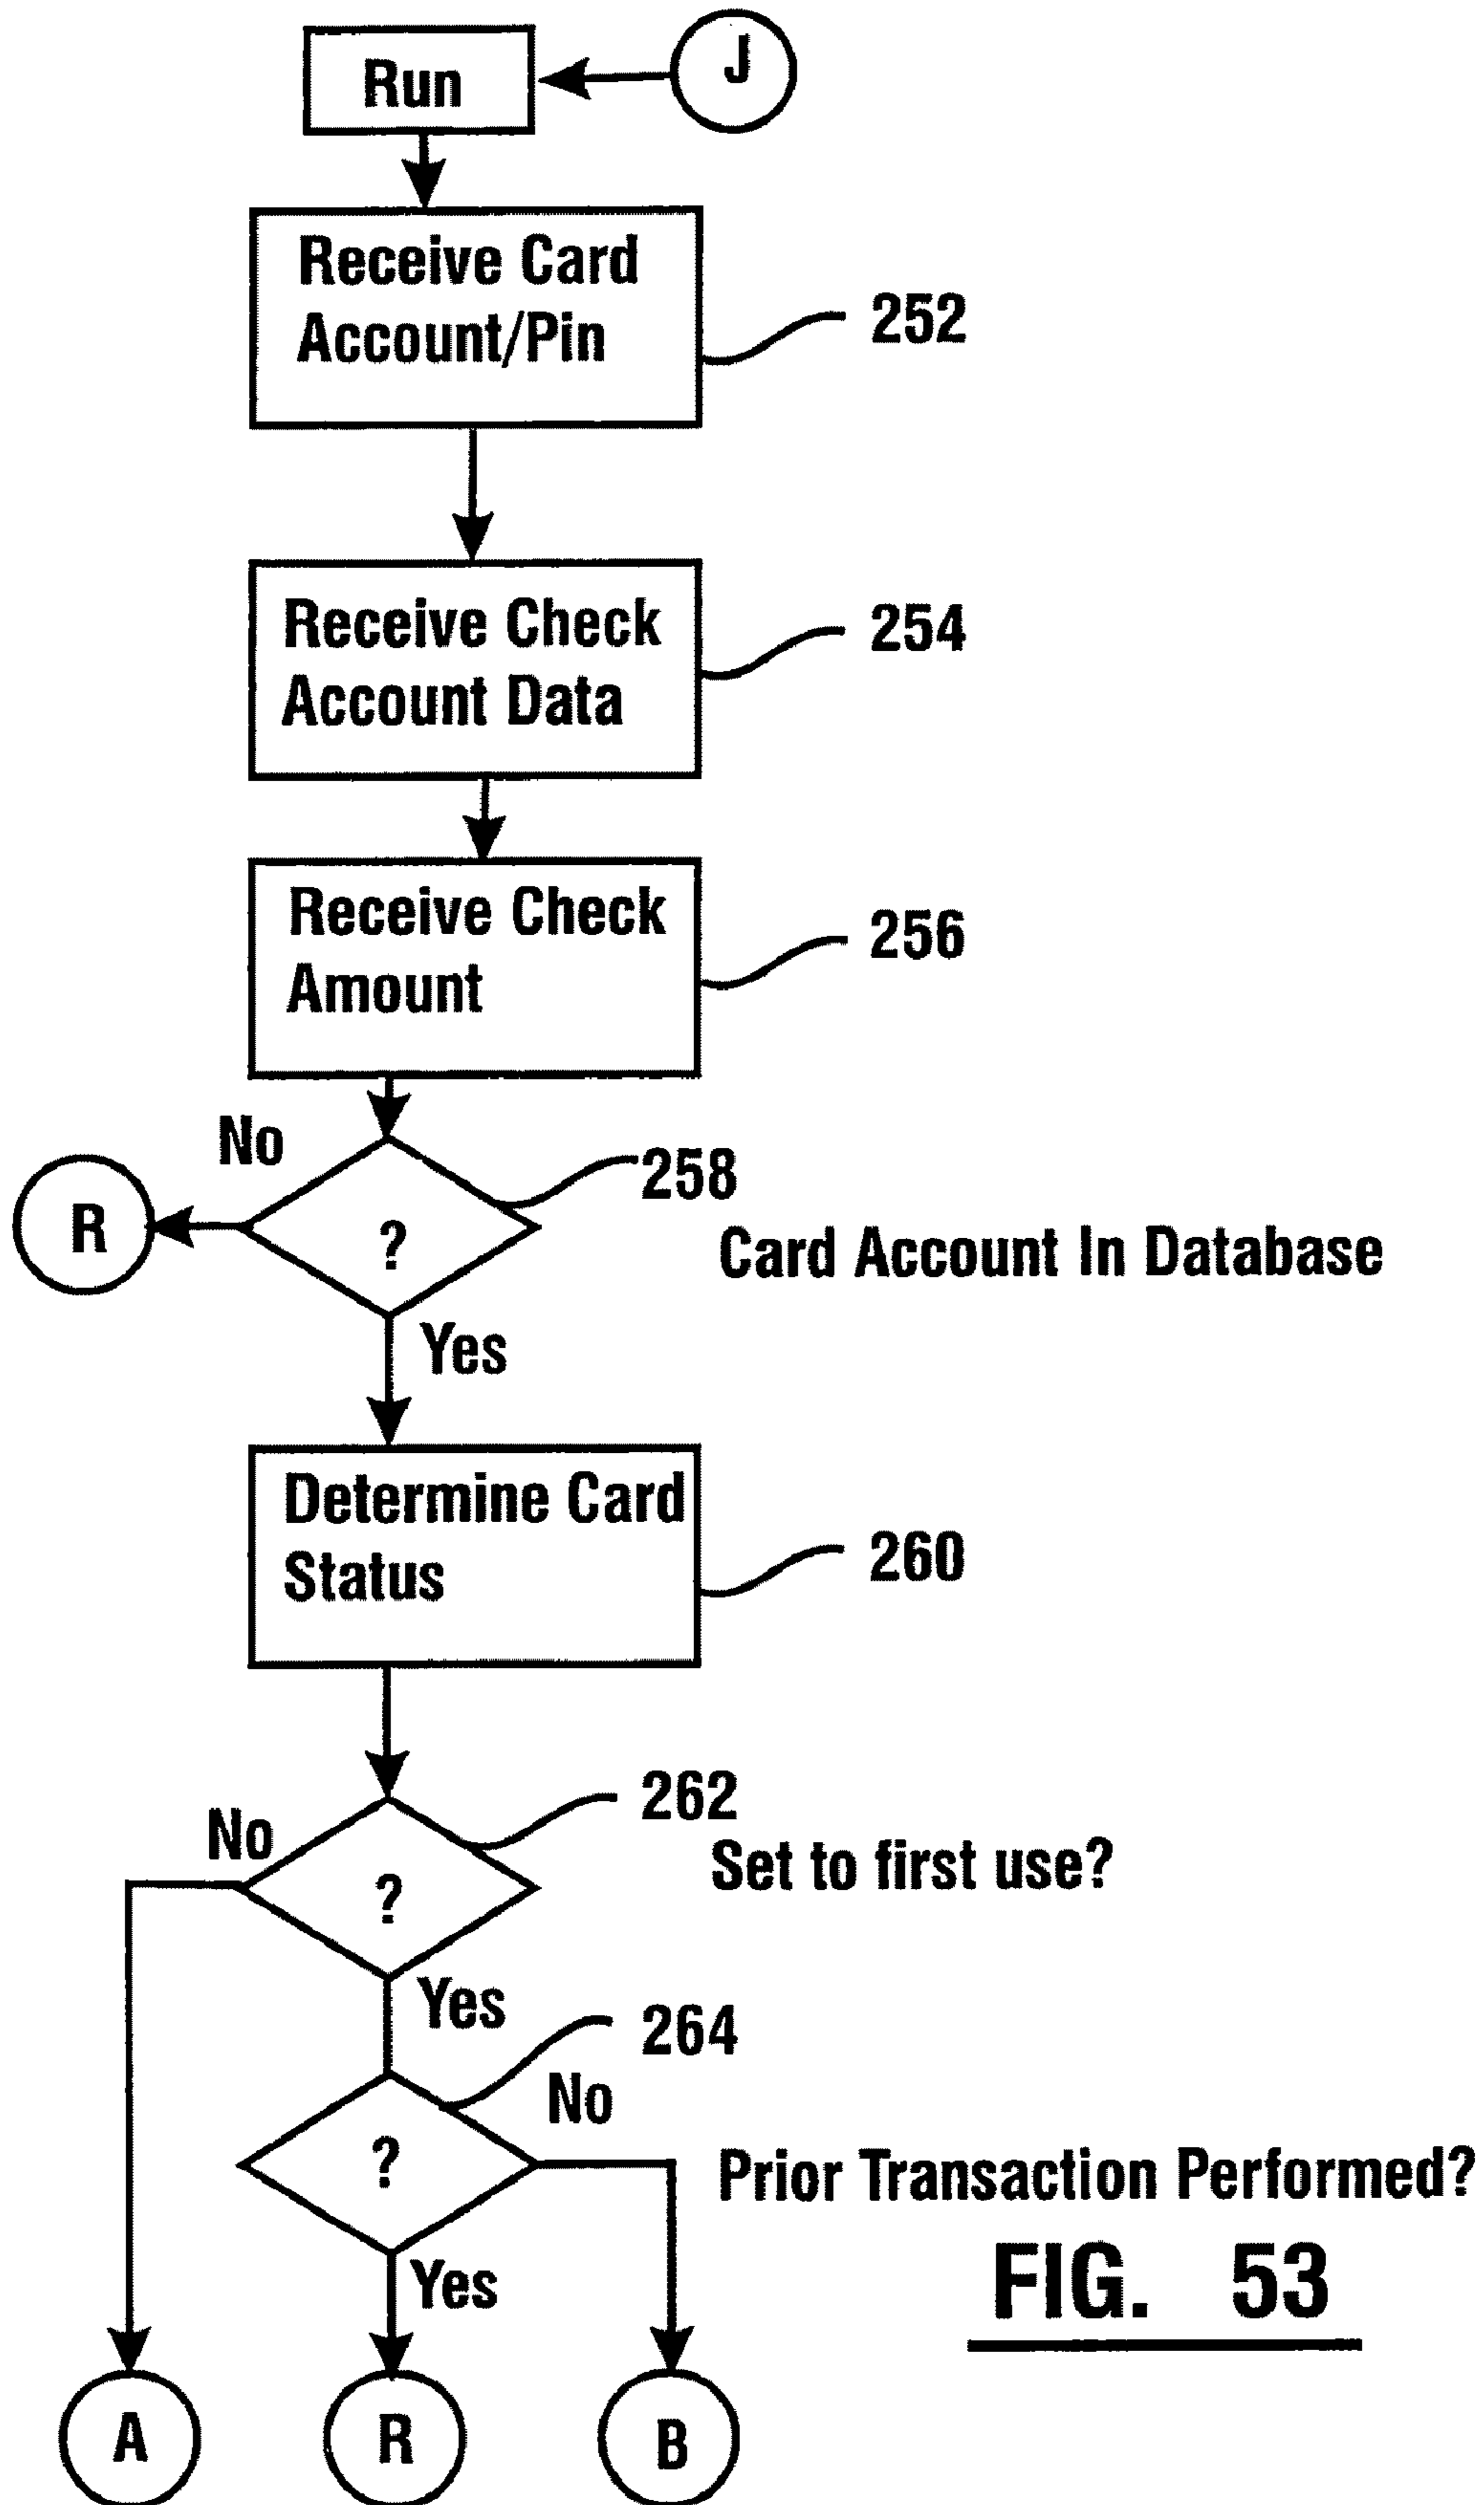 Run
J
Receive Card
Account/Pin
252
Receive Check
Account Data
254
Receive Check
Amount
256
No
258
R
?
Card Account In Database
Yes
Determine Card
Status
260
262
No
Set to first use?
?
Yes
264
No
?
Prior Transaction Performed?
Yes
FIG. 53
A
R
B